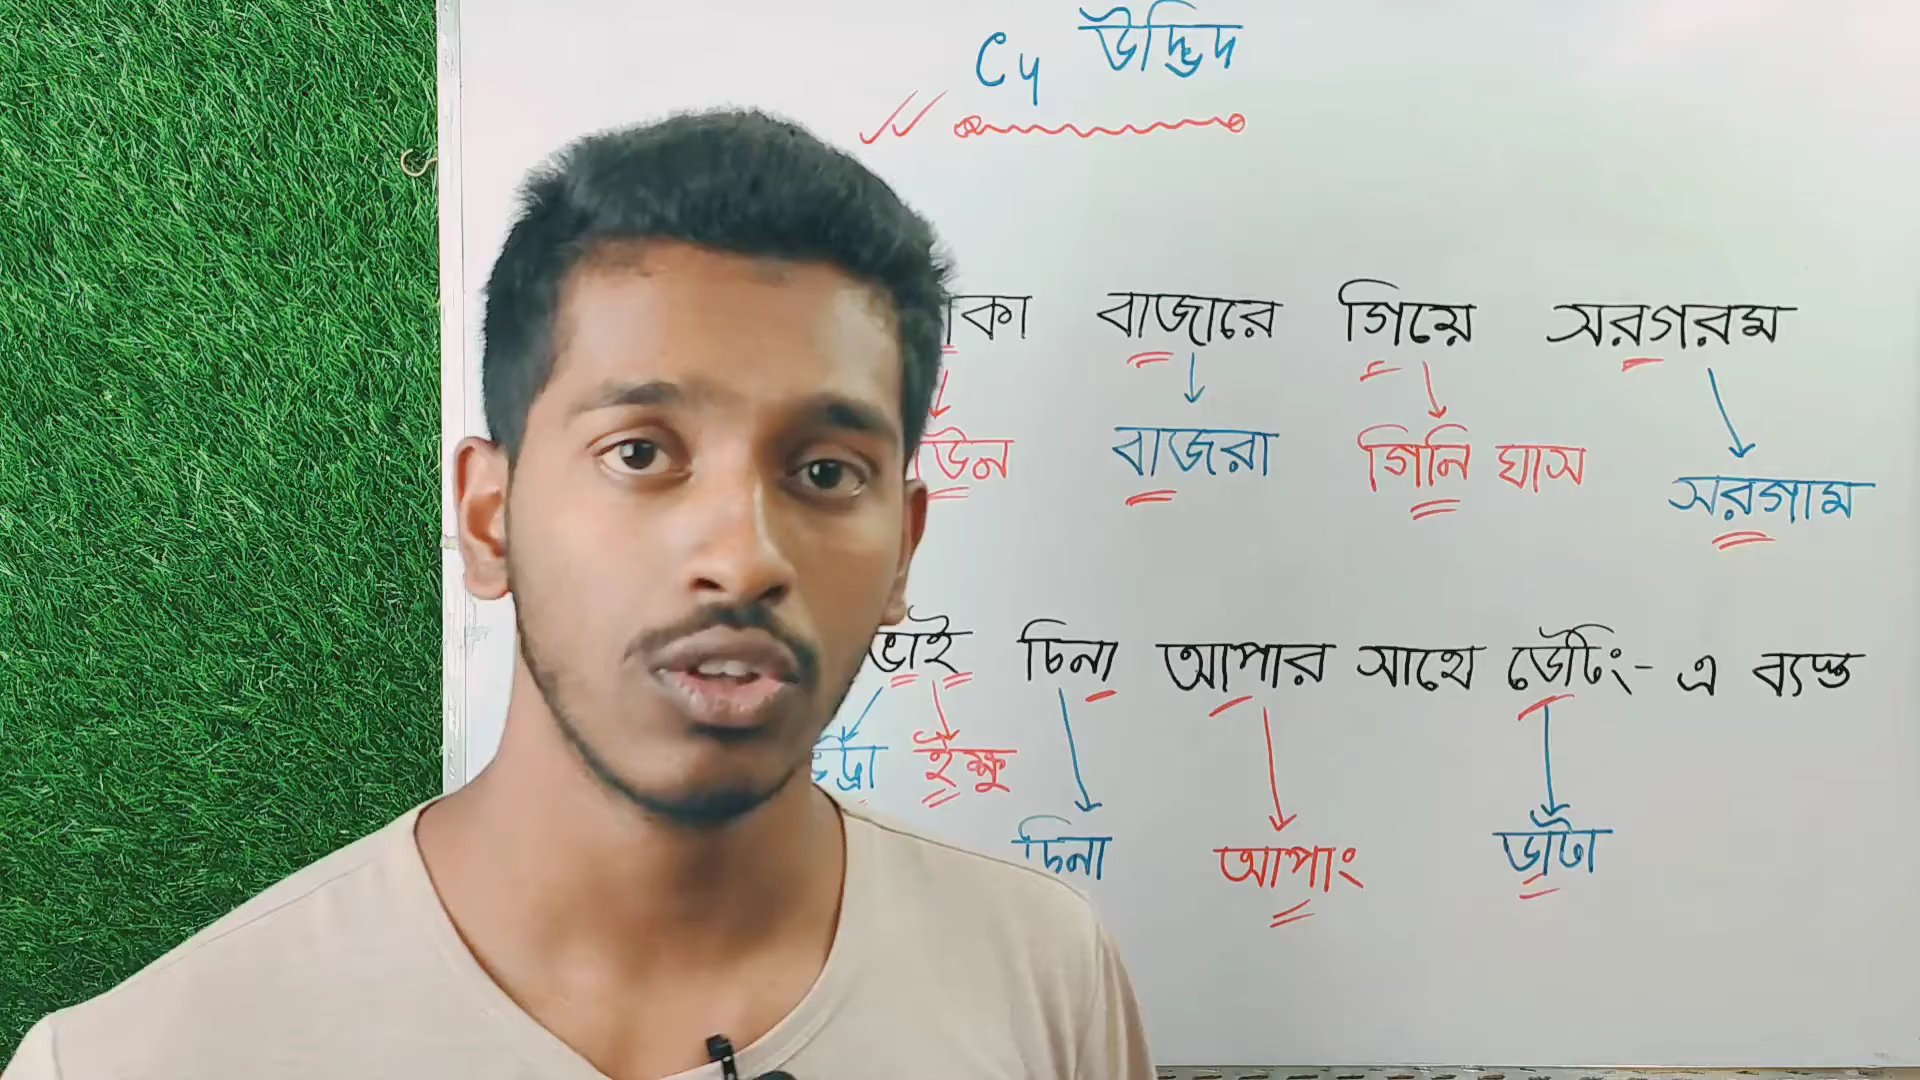 C4 উদ্ভিদ
বাজারে গিয়ে সরগরম
বাজরা গিনি ঘাস সরগাম
ভাই চিনা আপার সাথে ডেটিং-এ ব্যস্ত
ইক্ষু
চিনা আপাং ডাঁটা